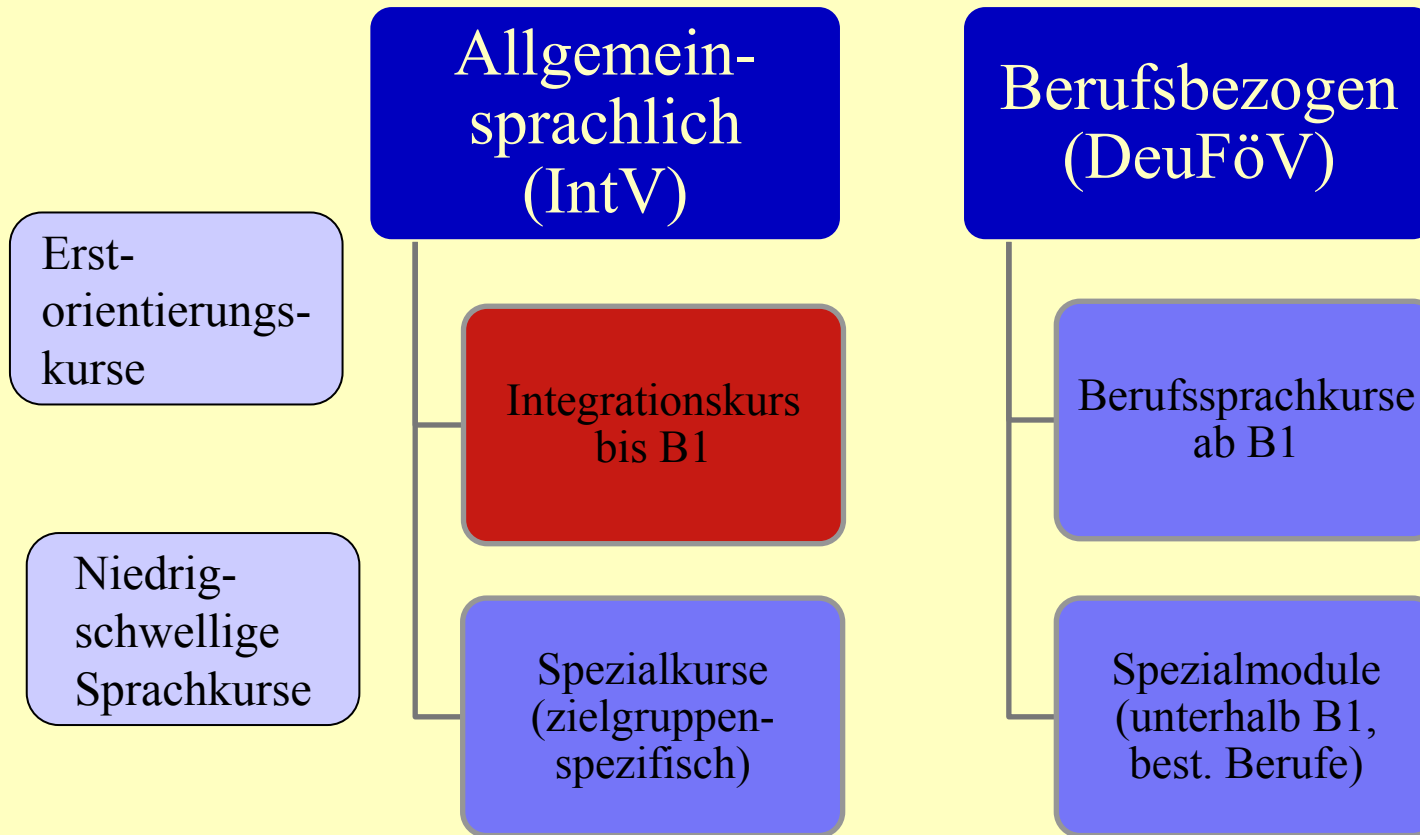 Allgemein-
sprachlich
(IntV)
Berufsbezogen
(DeuFöV)
Erst-
orientierungs-
kurse
Integrationskurs
bis B1
Berufssprachkurse
ab B1
Niedrig-
schwellige
Sprachkurse
Spezialkurse
(zielgruppen-
spezifisch)
Spezialmodule
(unterhalb B1,
best. Berufe)